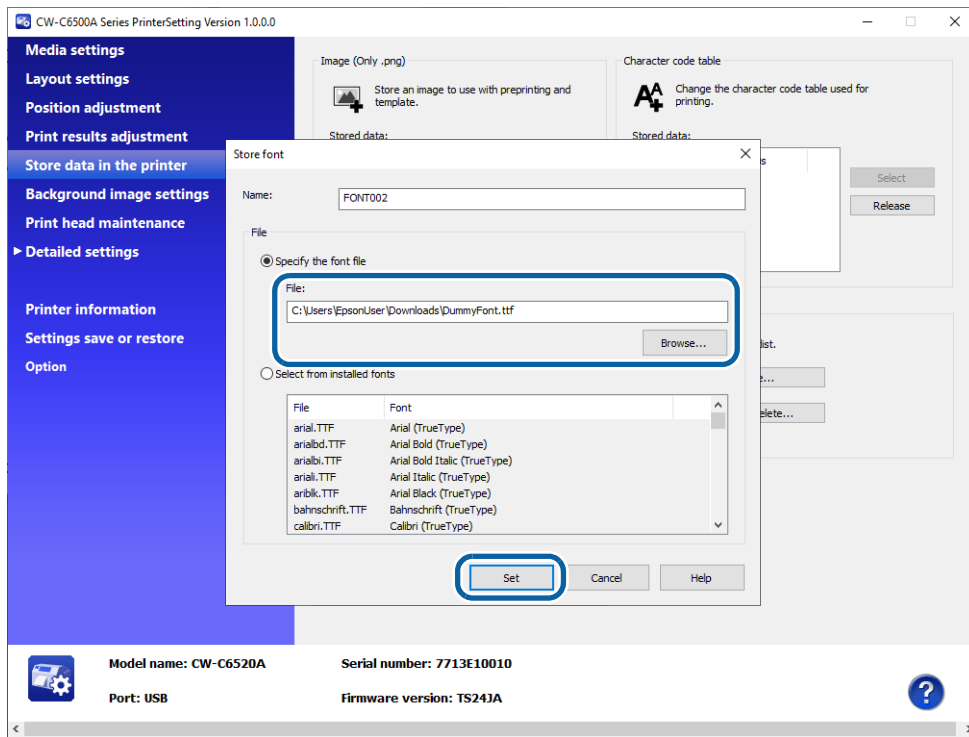 CW-C6500A Series PrinterSetting Version 1.0.0.0
Media settings
Layout settings
Position adjustment
Print results adjustment
Store data in the printer
Background image settings
Print head maintenance
Detailed settings
Printer information
Settings save or restore
Option
Image (Only .png)
Store an image to use with preprinting and
template.
Stored data:
Character code table
Change the character code table used for
printing.
Stored data:
s
Select
Release
list.
e...
elete...
Store font
Name:
FONT002
File
Specify the font file
File:
C:\Users\EpsonUser\Downloads\DummyFont.ttf
Browse...
Select from installed fonts
File Font
arial.TTF Arial (TrueType)
arialbd.TTF Arial Bold (TrueType)
arialbi.TTF Arial Bold Italic (TrueType)
ariali.TTF Arial Italic (TrueType)
ariblk.TTF Arial Black (TrueType)
bahnschrift.TTF Bahnschrift (TrueType)
calibri.TTF Calibri (TrueType)
Set Cancel Help
Model name: CW-C6520A Serial number: 7713E10010
Port: USB Firmware version: TS24JA
?